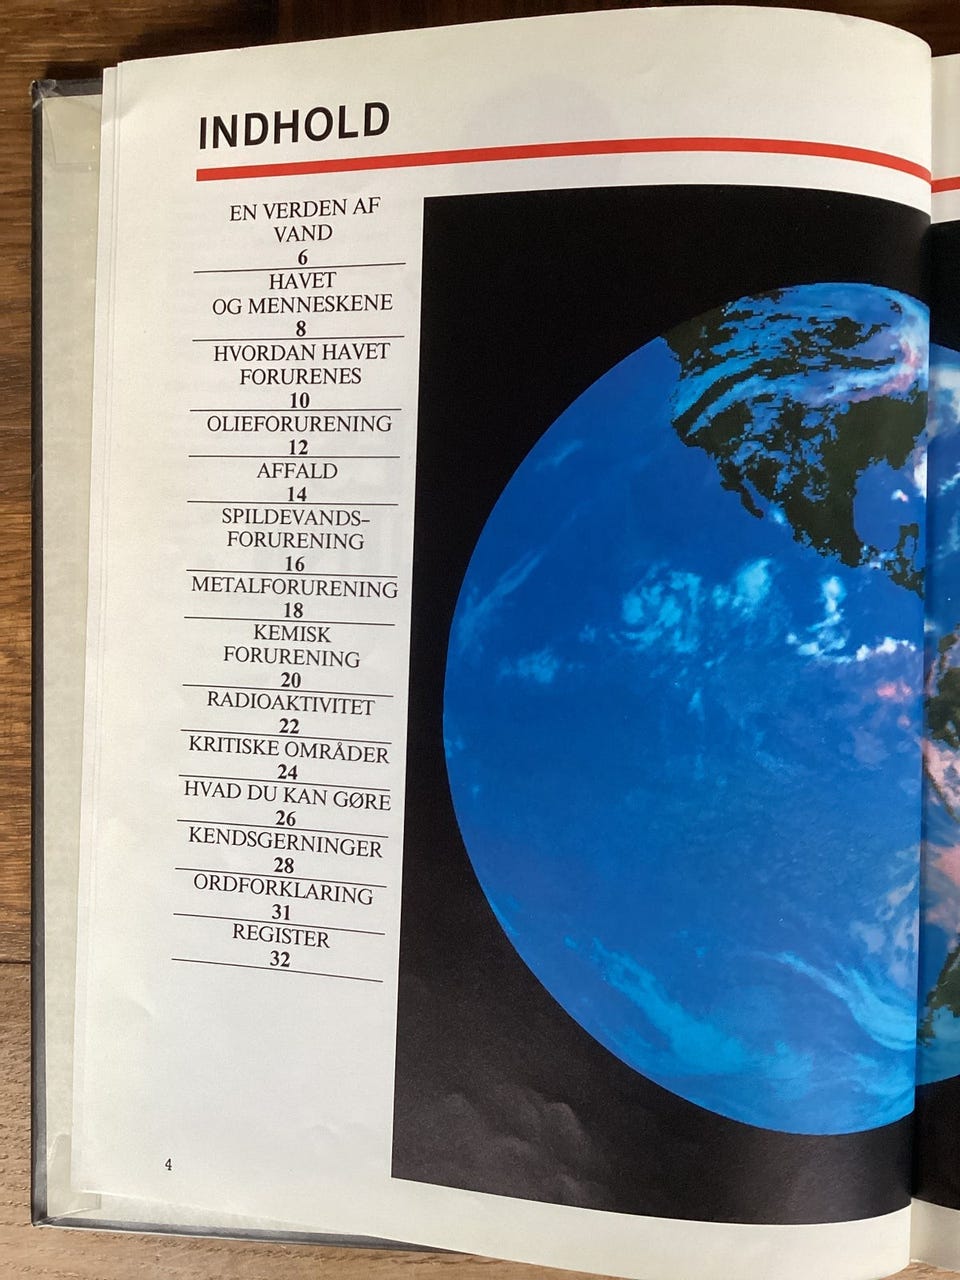 INDHOLD
EN VERDEN AF
VAND
6
HAVET
OG MENNESKENE
8
HVORDAN HAVET
FORURENES
10
OLIEFORURENING
12
AFFALD
14
SPILDEVANDS-
FORURENING
16
METALFORURENING
18
KEMISK
FORURENING
20
RADIOAKTIVITET
22
KRITISKE OMRÅDER
24
HVAD DU KAN GØRE
26
KENDSGERNINGER
28
ORDFORKLARING
31
REGISTER
32
4